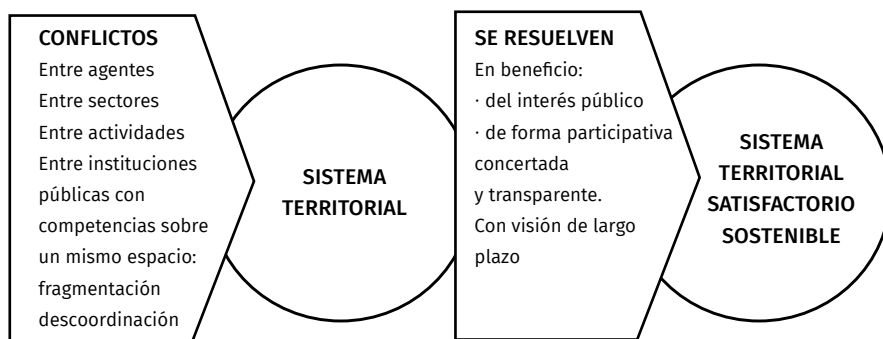 CONFLICTOS
Entre agentes
Entre sectores
Entre actividades
Entre instituciones
públicas con
competencias sobre
un mismo espacio:
fragmentación
descoordinación
SISTEMA
TERRITORIAL
SE RESUELVEN
En beneficio:
· del interés público
· de forma participativa
concertada
y transparente.
Con visión de largo
plazo
SISTEMA
TERRITORIAL
SATISFACTORIO
SOSTENIBLE